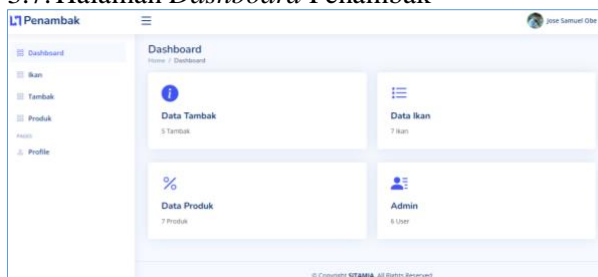 3.7. Halaman Dashboard Penambak
Penambak
Jose Samuel Obe
Dashboard
Ikan
Tambak
Produk
PAGES
Profile
Dashboard
Home / Dashboard
Data Tambak
5 Tambak
Data Ikan
7 Ikan
Data Produk
7 Produk
Admin
6 User
© Copyright SITAMIA. All Rights Reserved